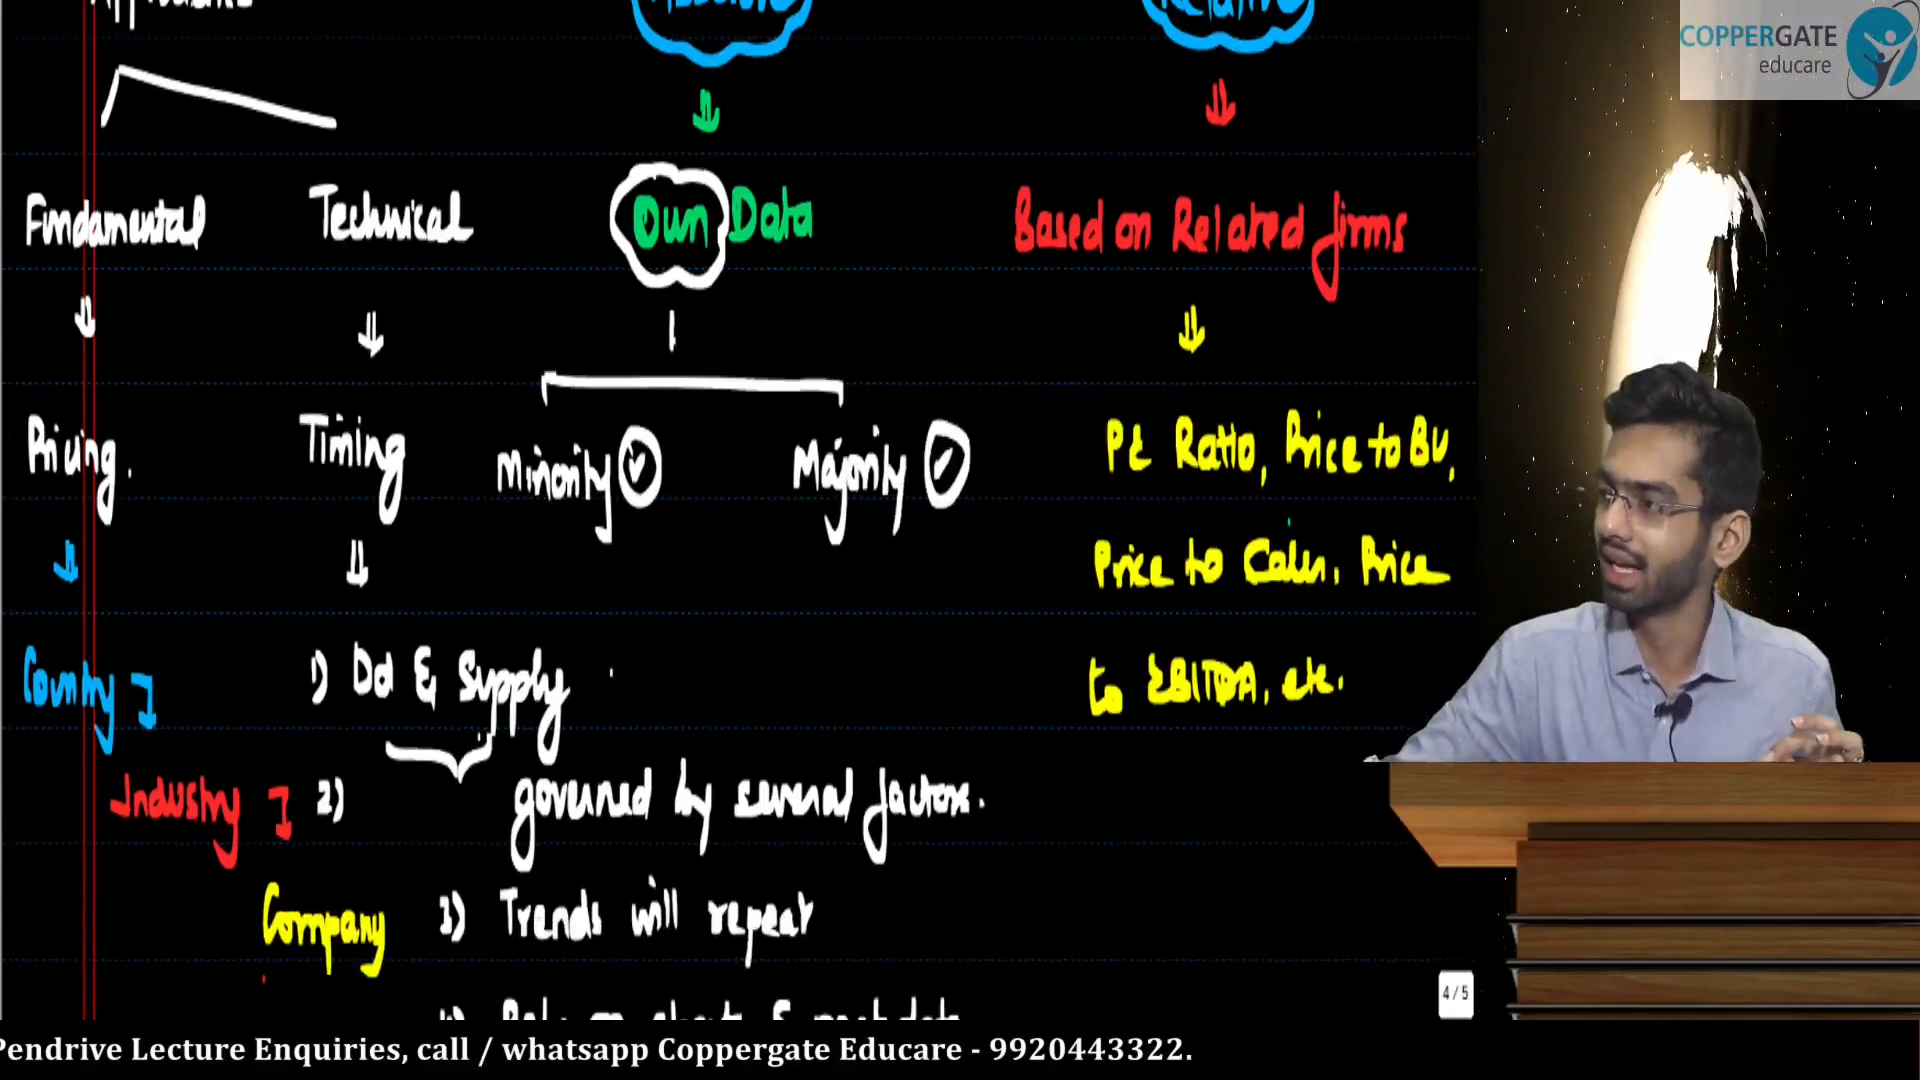 COPPERGATE
educare
Fundamental Technical Own Data Based on Related firms
Pricing. Timing Minority Majority PE Ratio, Price to BV,
Price to Sales, Price
to EBITDA, etc.
Country 1) Dd & Supply
Industry 2) governed by several factors.
Company 3) Trends will repeat
4/5
Pendrive Lecture Enquiries, call / whatsapp Coppergate Educare - 9920443322.